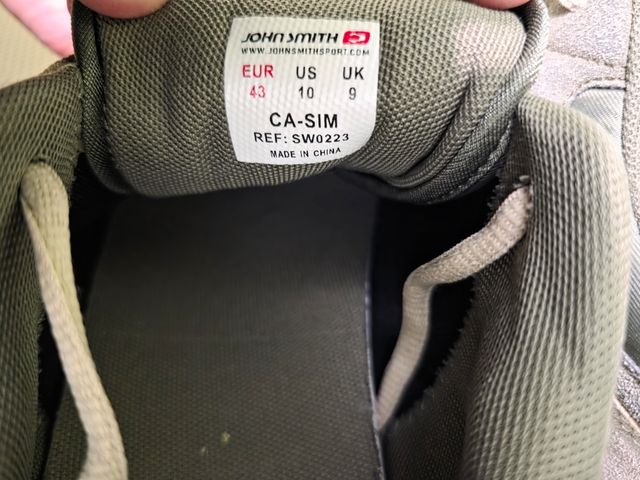 JOHN SMITH
WWW.JOHNSMITHSPORT.COM
EUR US UK
43 10 9
CA-SIM
REF: SW0223
MADE IN CHINA